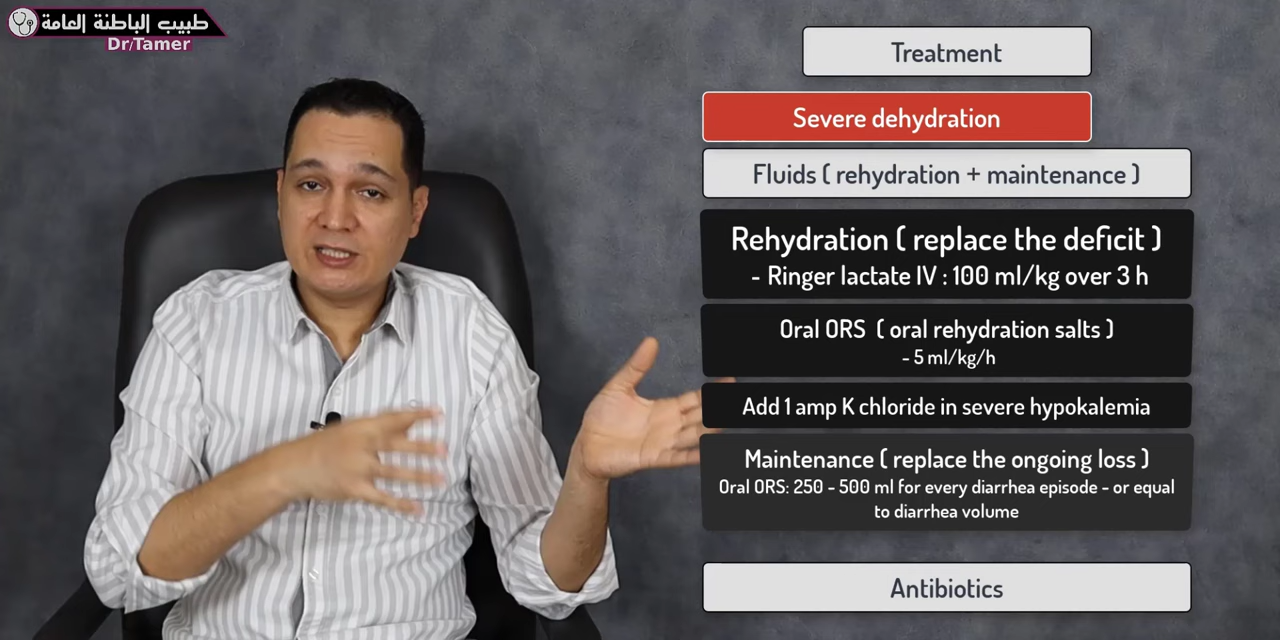 طبيب الباطنة العامة
Dr/Tamer
Treatment
Severe dehydration
Fluids ( rehydration + maintenance )
Rehydration ( replace the deficit )
- Ringer lactate IV : 100 ml/kg over 3 h
Oral ORS ( oral rehydration salts )
- 5 ml/kg/h
Add 1 amp K chloride in severe hypokalemia
Maintenance ( replace the ongoing loss )
Oral ORS: 250 - 500 ml for every diarrhea episode - or equal
to diarrhea volume
Antibiotics